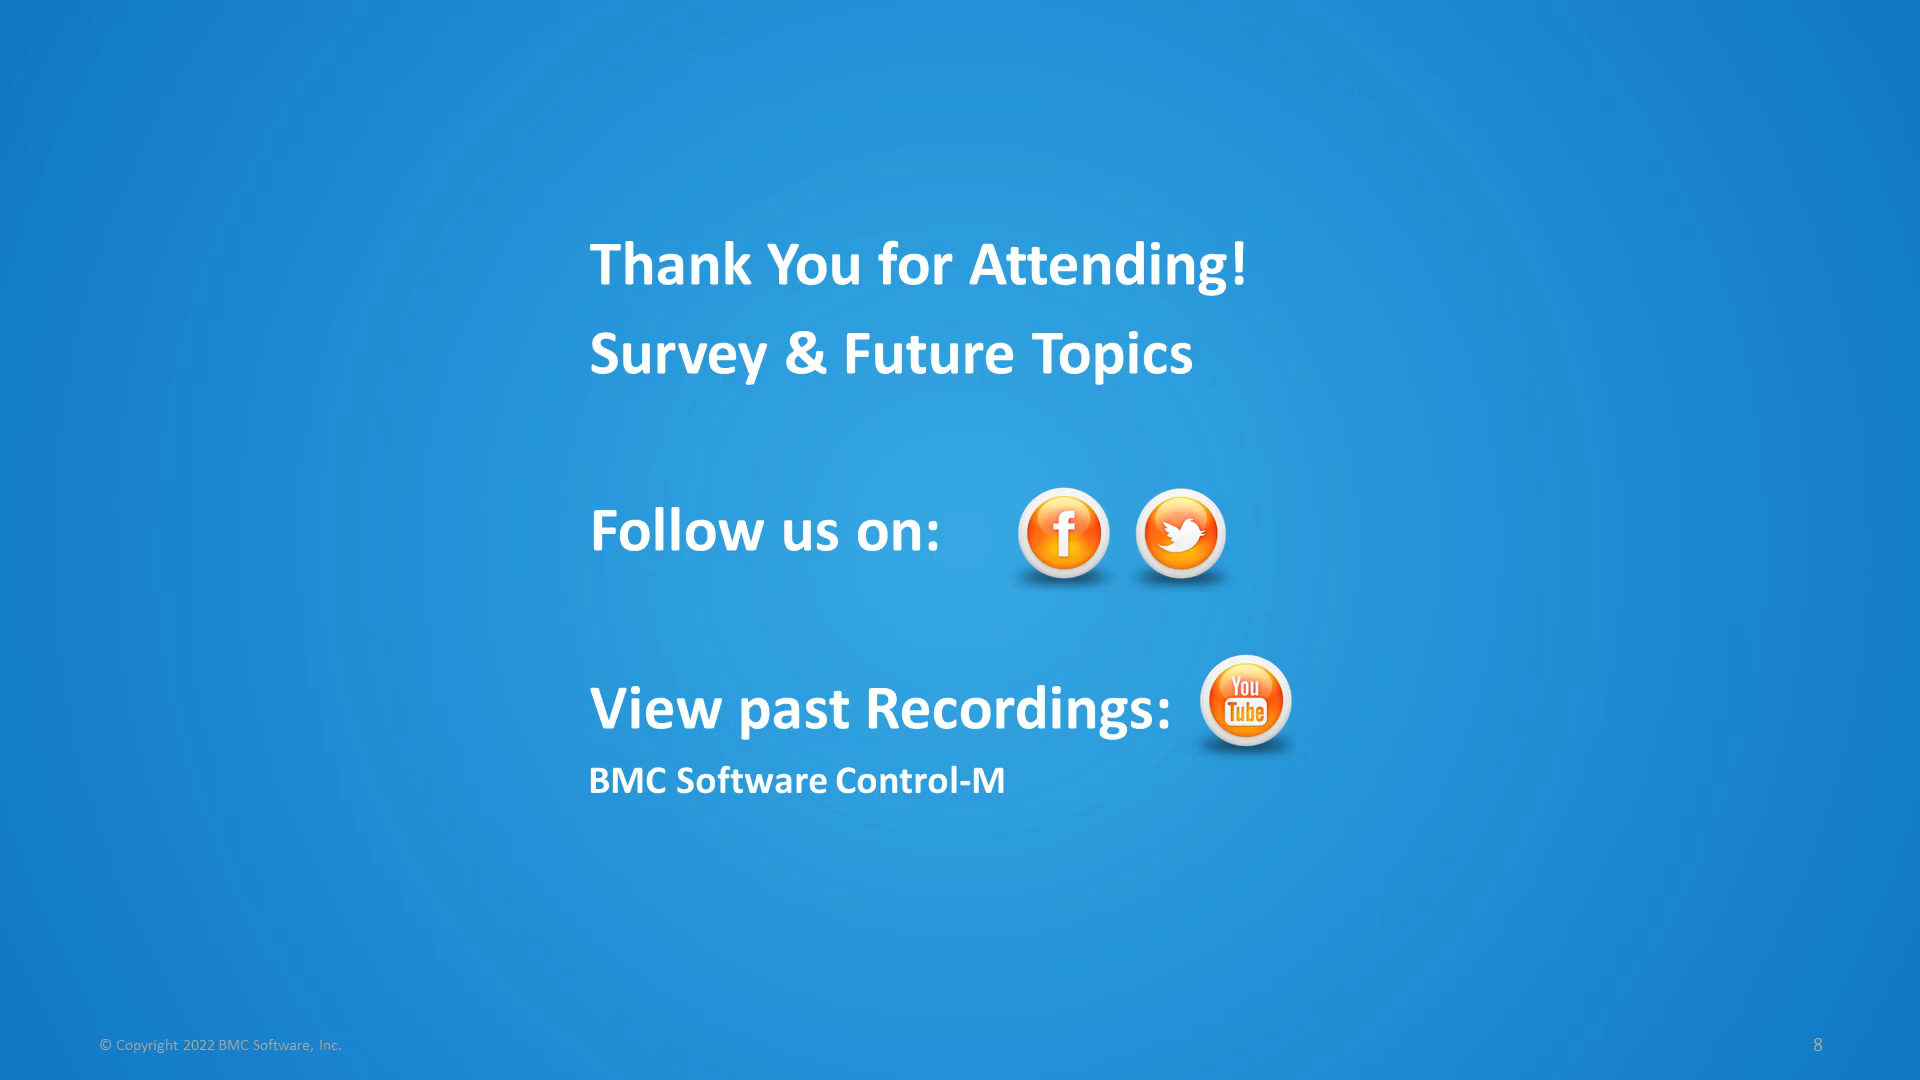 Thank You for Attending!
Survey & Future Topics
Follow us on:
f
View past Recordings:
You
Tube
BMC Software Control-M
© Copyright 2022 BMC Software, Inc.
8